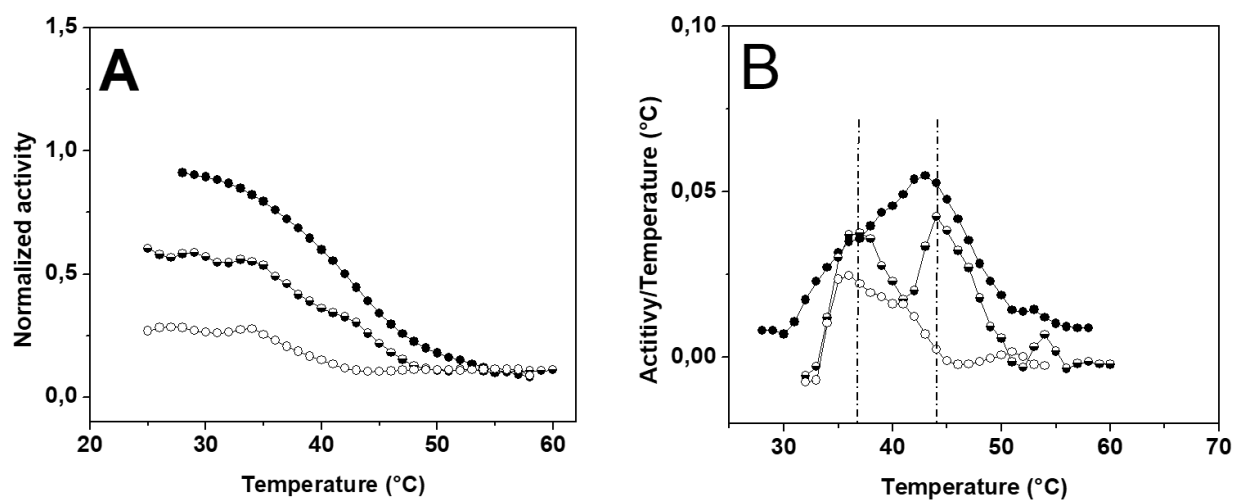 A
1,5
1,0
0,5
0,0
Normalized activity
20 30 40 50 60
Temperature (°C)
B
0,10
0,05
0,00
Actitivy/Temperature (°C)
30 40 50 60 70
Temperature (°C)